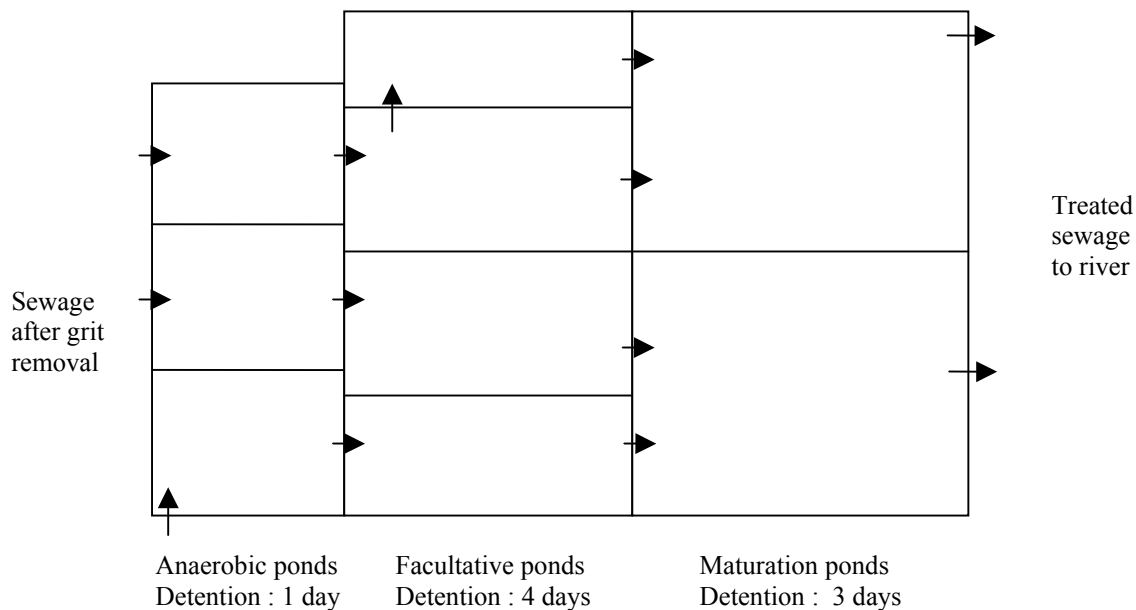 Sewage
after grit
removal
Treated
sewage
to river
Anaerobic ponds
Detention : 1 day
Facultative ponds
Detention : 4 days
Maturation ponds
Detention :  3 days